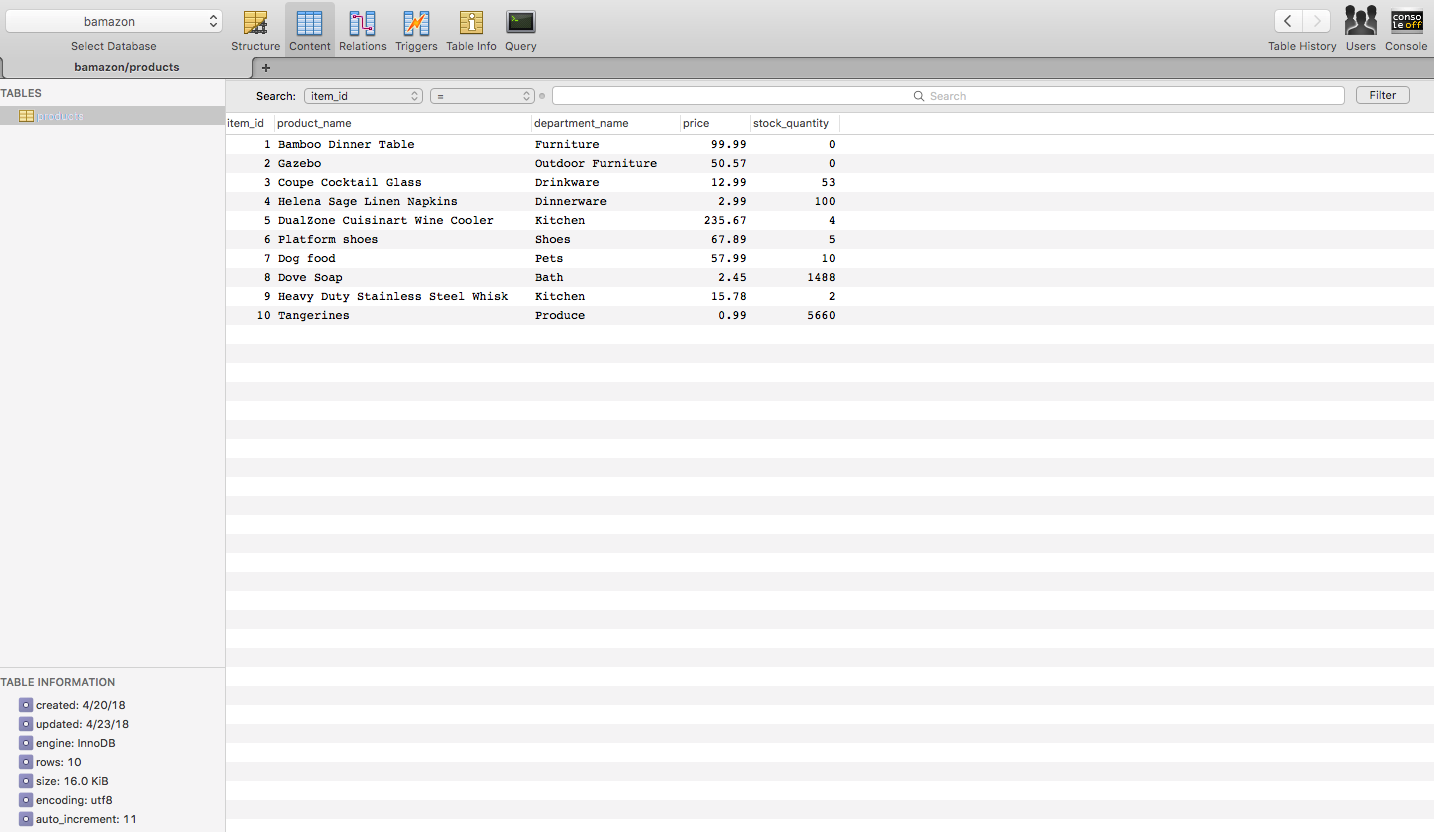 bamazon
Select Database
Structure Content Relations Triggers Table Info Query
Table History Users Console
conso
le off
bamazon/products +
TABLES
products
Search: item_id = Search Filter
item_id product_name department_name price stock_quantity
1 Bamboo Dinner Table Furniture 99.99 0
2 Gazebo Outdoor Furniture 50.57 0
3 Coupe Cocktail Glass Drinkware 12.99 53
4 Helena Sage Linen Napkins Dinnerware 2.99 100
5 DualZone Cuisinart Wine Cooler Kitchen 235.67 4
6 Platform shoes Shoes 67.89 5
7 Dog food Pets 57.99 10
8 Dove Soap Bath 2.45 1488
9 Heavy Duty Stainless Steel Whisk Kitchen 15.78 2
10 Tangerines Produce 0.99 5660
TABLE INFORMATION
created: 4/20/18
updated: 4/23/18
engine: InnoDB
rows: 10
size: 16.0 KiB
encoding: utf8
auto_increment: 11